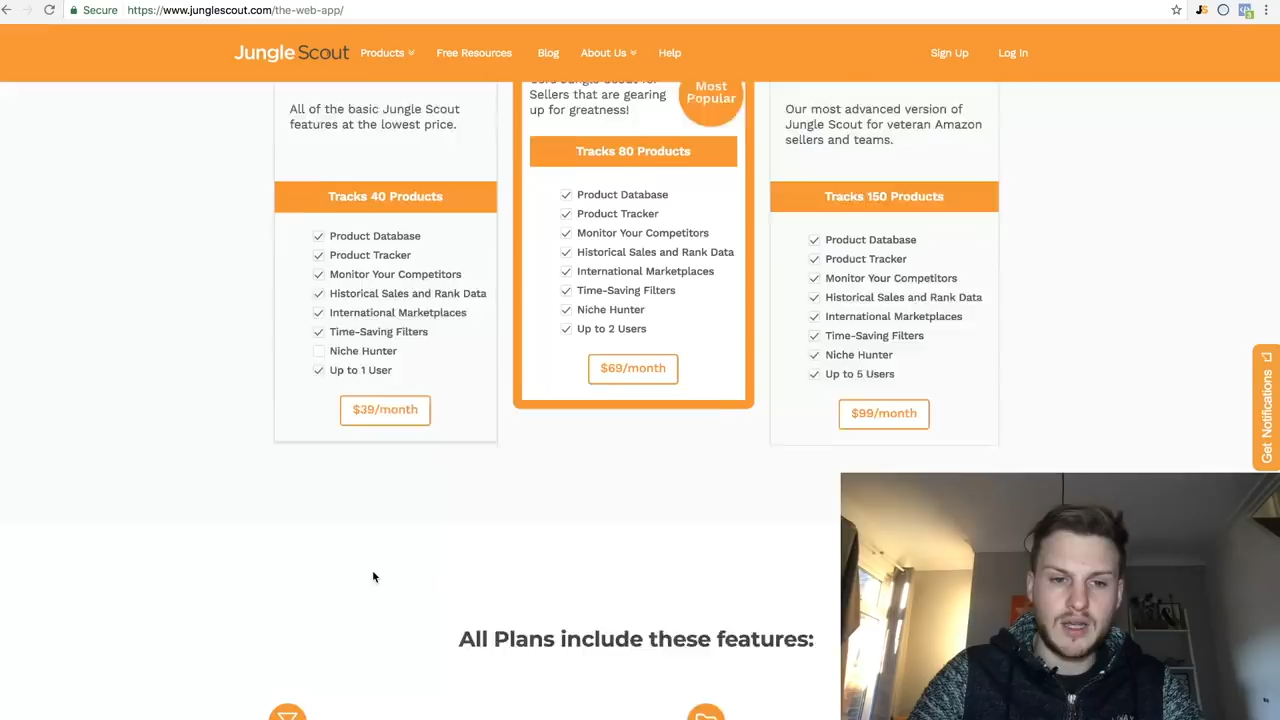 Secure https://www.junglescout.com/the-web-app/
JS
3
Jungle Scout Products Free Resources Blog About Us Help Sign Up Log In
All of the basic Jungle Scout
features at the lowest price.
Tracks 40 Products
Product Database
Product Tracker
Monitor Your Competitors
Historical Sales and Rank Data
International Marketplaces
Time-Saving Filters
Niche Hunter
Up to 1 User
$39/month
Sellers that are gearing
up for greatness!
Most
Popular
Tracks 80 Products
Product Database
Product Tracker
Monitor Your Competitors
Historical Sales and Rank Data
International Marketplaces
Time-Saving Filters
Niche Hunter
Up to 2 Users
$69/month
Our most advanced version of
Jungle Scout for veteran Amazon
sellers and teams.
Tracks 150 Products
Product Database
Product Tracker
Monitor Your Competitors
Historical Sales and Rank Data
International Marketplaces
Time-Saving Filters
Niche Hunter
Up to 5 Users
$99/month
Get Notifications
All Plans include these features: